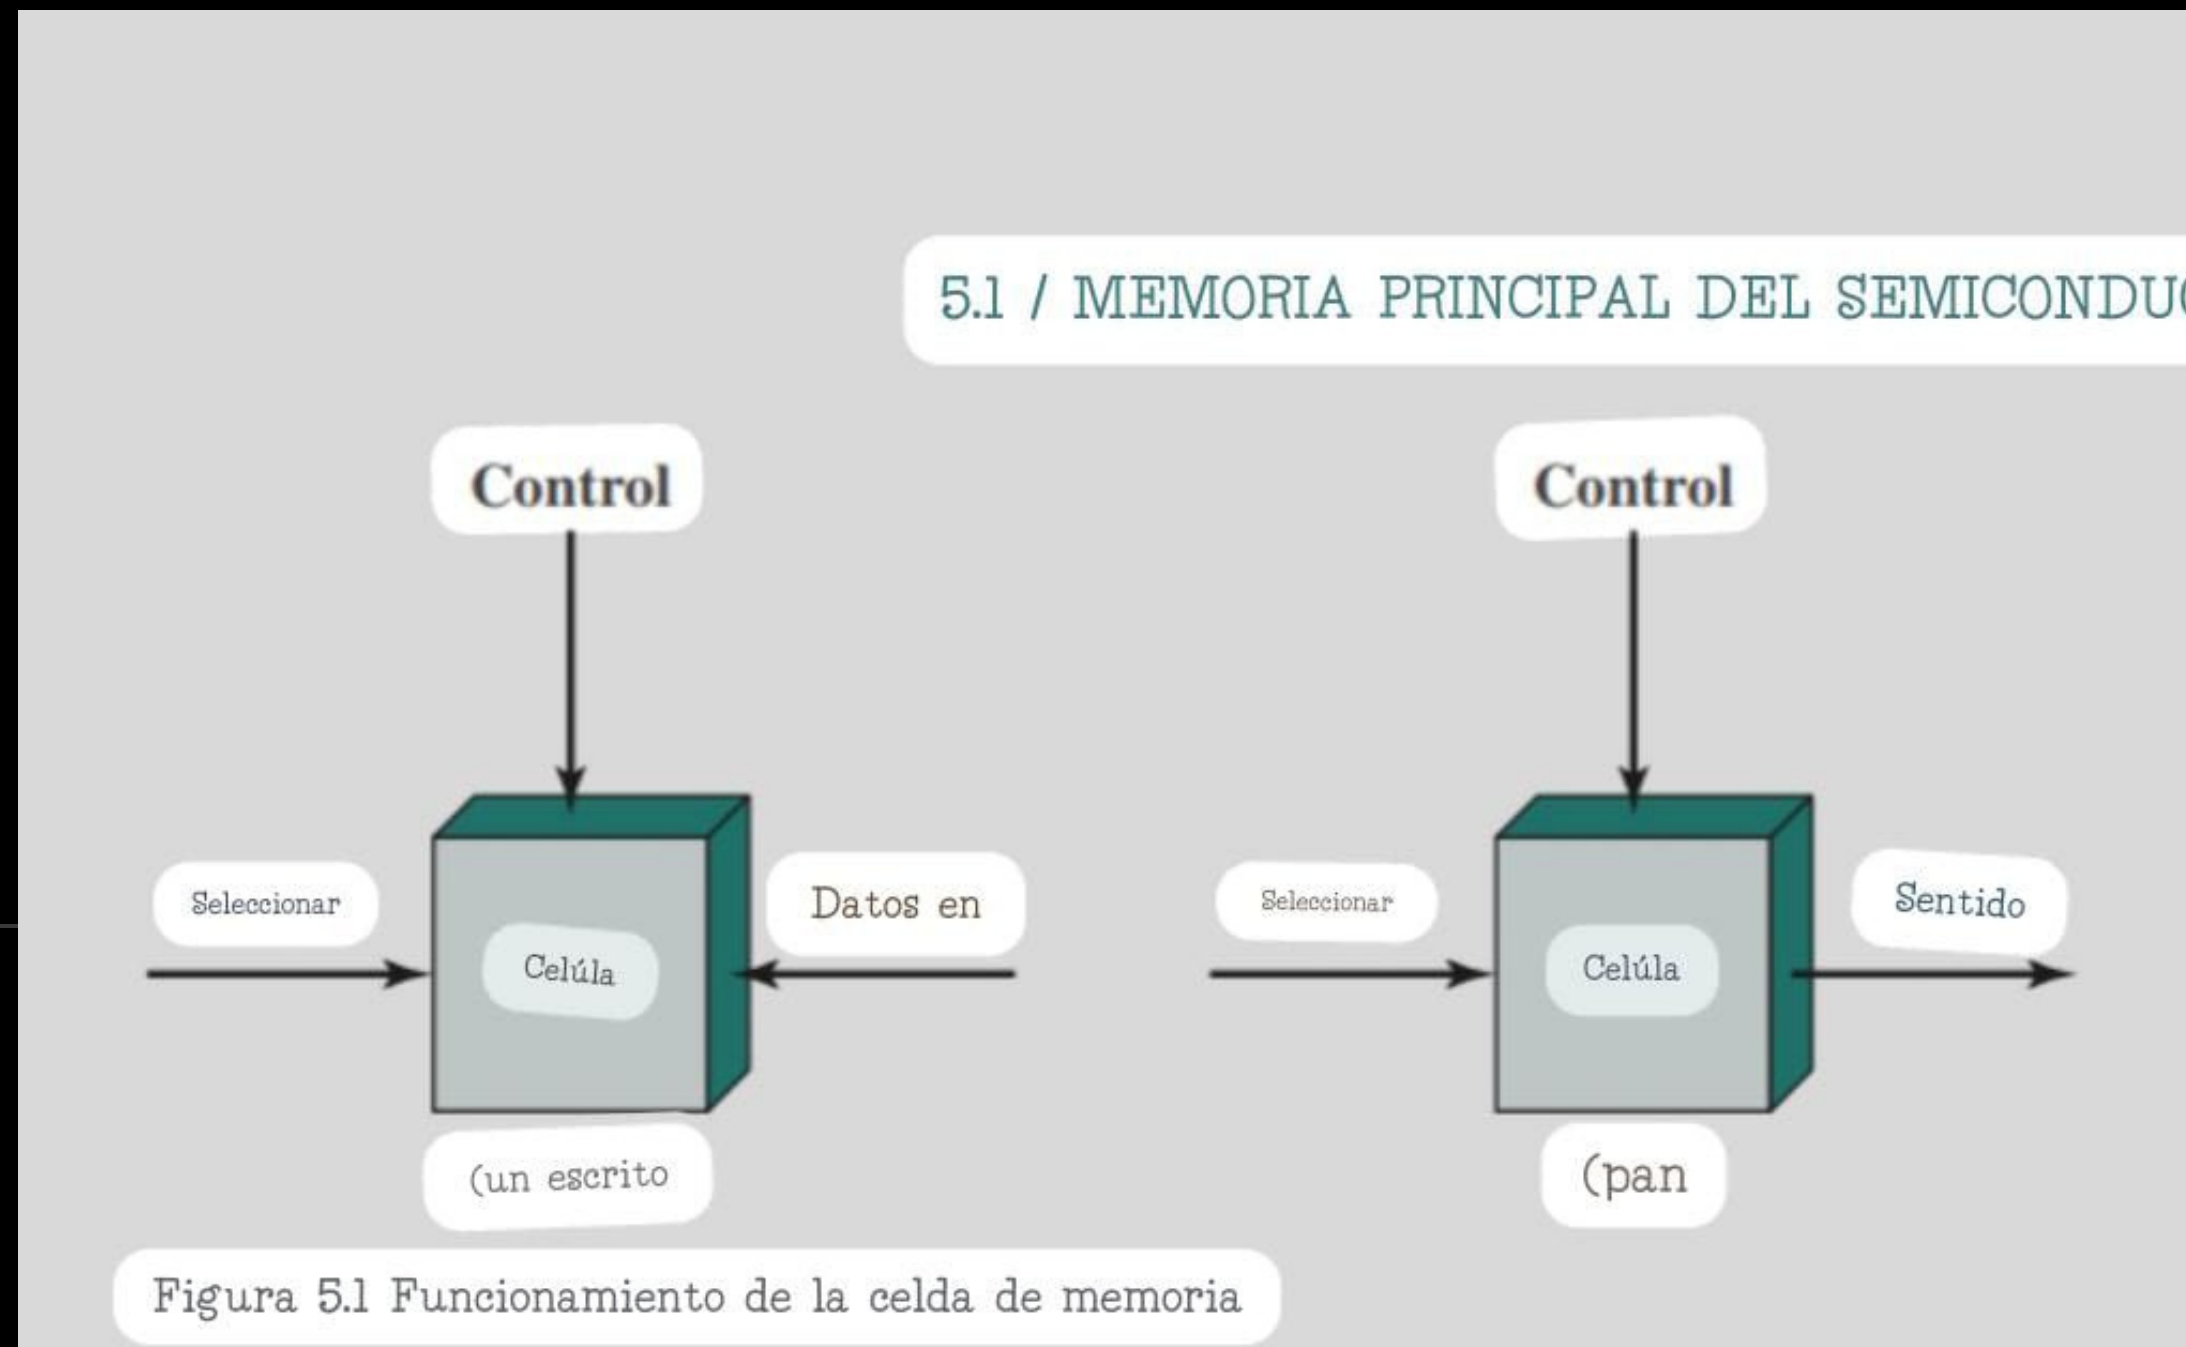 5.1 / MEMORIA PRINCIPAL DEL SEMICONDUC
Control
Control
Seleccionar
Celúla
Datos en
Seleccionar
Celúla
Sentido
(un escrito
(pan
Figura 5.1 Funcionamiento de la celda de memoria